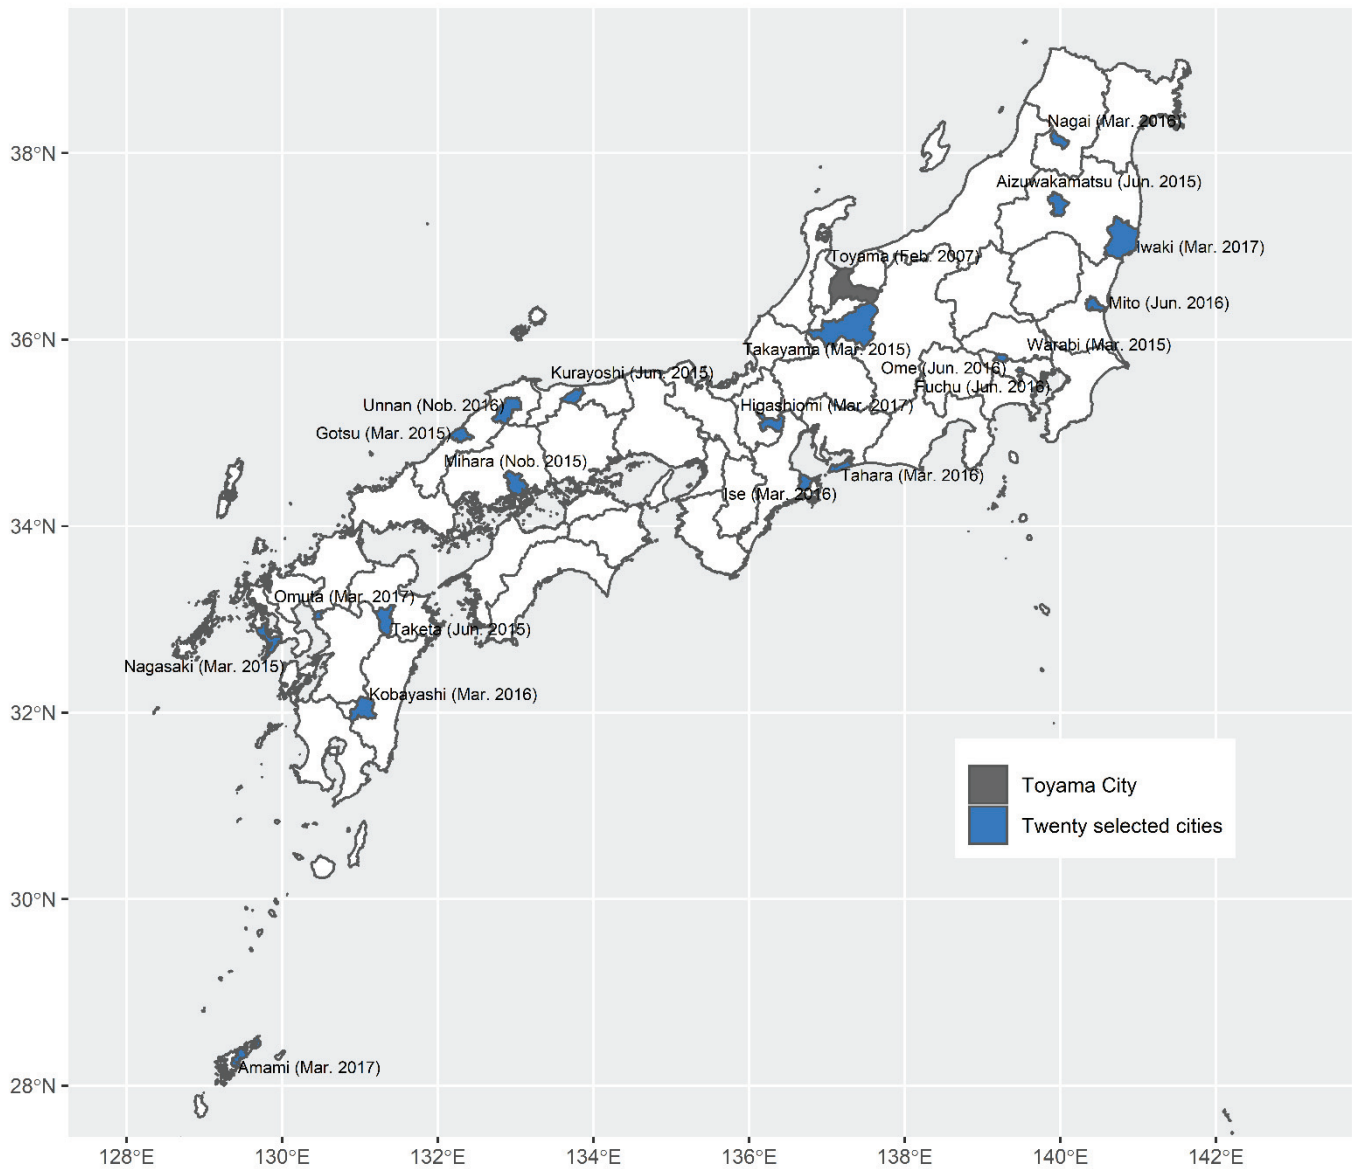 Nagai (Mar. 2016)
38°N
Aizuwakamatsu (Jun. 2015)
Iwaki (Mar. 2017)
Toyama (Feb. 2007)
Mito (Jun. 2016)
36°N
Takayama (Mar. 2015)
Warabi (Mar. 2015)
Ome (Jun. 2016)
Kurayoshi (Jun. 2015)
Fuchu (Jun. 2016)
Unnan (Nob. 2016)
Higashiomi (Mar. 2017)
Gotsu (Mar. 2015)
Mihara (Nob. 2015)
Tahara (Mar. 2016)
Ise (Mar. 2016)
34°N
Omuta (Mar. 2017)
Taketa (Jun. 2015)
Nagasaki (Mar. 2015)
Kobayashi (Mar. 2016)
32°N
Toyama City
Twenty selected cities
30°N
Amami (Mar. 2017)
28°N
128°E 130°E 132°E 134°E 136°E 138°E 140°E 142°E